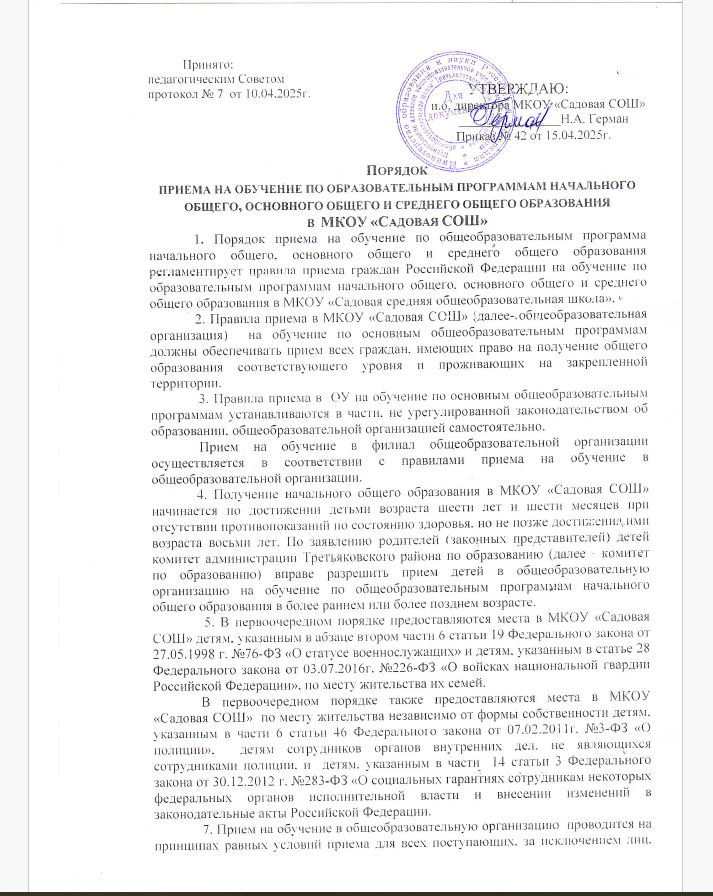 Принято:
педагогическим Советом
протокол № 7 от 10.04.2025г.
УТВЕРЖДАЮ:
и.о. директора МКОУ «Садовая СОШ»
Н.А. Герман
Приказ № 42 от 15.04.2025г.
Для
документов
ПОРЯДОК
ПРИЕМА НА ОБУЧЕНИЕ ПО ОБРАЗОВАТЕЛЬНЫМ ПРОГРАММАМ НАЧАЛЬНОГО
ОБЩЕГО, ОСНОВНОГО ОБЩЕГО И СРЕДНЕГО ОБЩЕГО ОБРАЗОВАНИЯ
В МКОУ «САДОВАЯ СОШ»
1. Порядок приема на обучение по общеобразовательным программа
начального общего, основного общего и среднего общего образования
регламентирует правила приема граждан Российской Федерации на обучение по
образовательным программам начального общего, основного общего и среднего
общего образования в МКОУ «Садовая средняя общеобразовательная школа».
2. Правила приема в МКОУ «Садовая СОШ» (далее-общеобразовательная
организация) на обучение по основным общеобразовательным программам
должны обеспечивать прием всех граждан, имеющих право на получение общего
образования соответствующего уровня и проживающих на закрепленной
территории.
3. Правила приема в ОУ на обучение по основным общеобразовательным
программам устанавливаются в части, не урегулированной законодательством об
образовании, общеобразовательной организацией самостоятельно.
Прием на обучение в филиал общеобразовательной организации
осуществляется в соответствии с правилами приема на обучение в
общеобразовательной организации.
4. Получение начального общего образования в МКОУ «Садовая СОШ»
начинается по достижении детьми возраста шести лет и шести месяцев при
отсутствии противопоказаний по состоянию здоровья, но не позже достижения ими
возраста восьми лет. По заявлению родителей (законных представителей) детей
комитет администрации Третьяковского района по образованию (далее - комитет
по образованию) вправе разрешить прием детей в общеобразовательную
организацию на обучение по общеобразовательным программам начального
общего образования в более раннем или более позднем возрасте.
5. В первоочередном порядке предоставляются места в МКОУ «Садовая
СОШ» детям, указанным в абзаце втором части 6 статьи 19 Федерального закона от
27.05.1998 г. №76-ФЗ «О статусе военнослужащих» и детям, указанным в статье 28
Федерального закона от 03.07.2016г. №226-ФЗ «О войсках национальной гвардии
Российской Федерации», по месту жительства их семей.
В первоочередном порядке также предоставляются места в МКОУ
«Садовая СОШ» по месту жительства независимо от формы собственности детям,
указанным в части 6 статьи 46 Федерального закона от 07.02.2011г. №3-ФЗ «О
полиции», детям сотрудников органов внутренних дел, не являющихся
сотрудниками полиции, и детям, указанным в части 14 статьи 3 Федерального
закона от 30.12.2012 г. №283-ФЗ «О социальных гарантиях сотрудникам некоторых
федеральных органов исполнительной власти и внесении изменений в
законодательные акты Российской Федерации.
7. Прием на обучение в общеобразовательную организацию проводится на
принципах равных условий приема для всех поступающих, за исключением лиц,